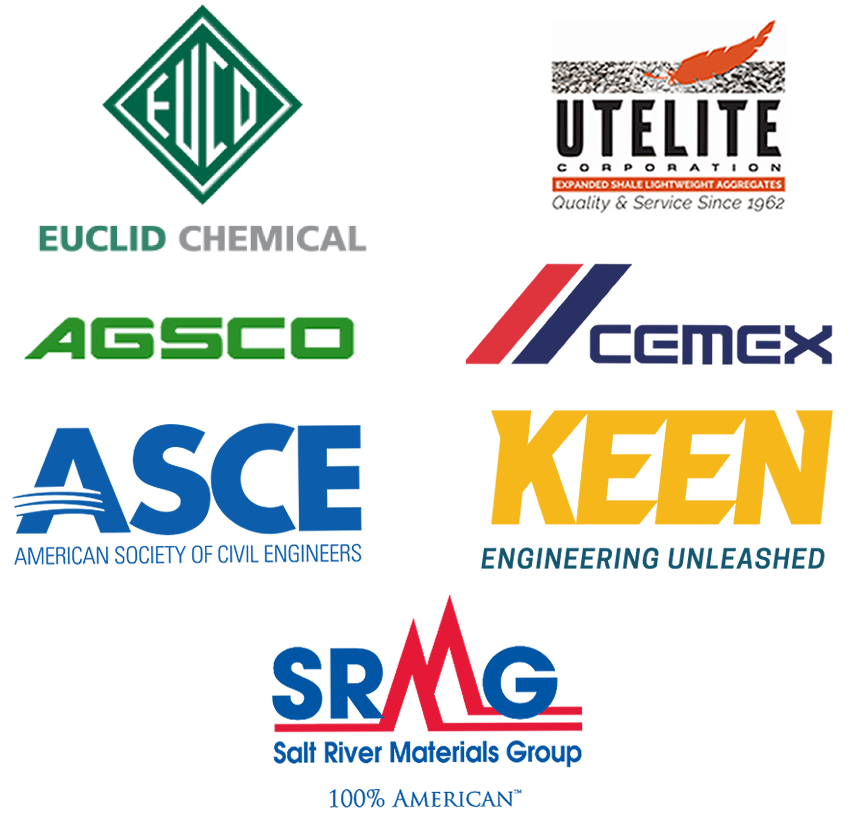 EUCO
EUCLID CHEMICAL
UTELITE
CORPORATION
EXPANDED SHALE LIGHTWEIGHT AGGREGATES
Quality & Service Since 1962
AGSCO
CEMEX
ASCE
AMERICAN SOCIETY OF CIVIL ENGINEERS
KEEN
ENGINEERING UNLEASHED
SRMG
Salt River Materials Group
100% AMERICAN™